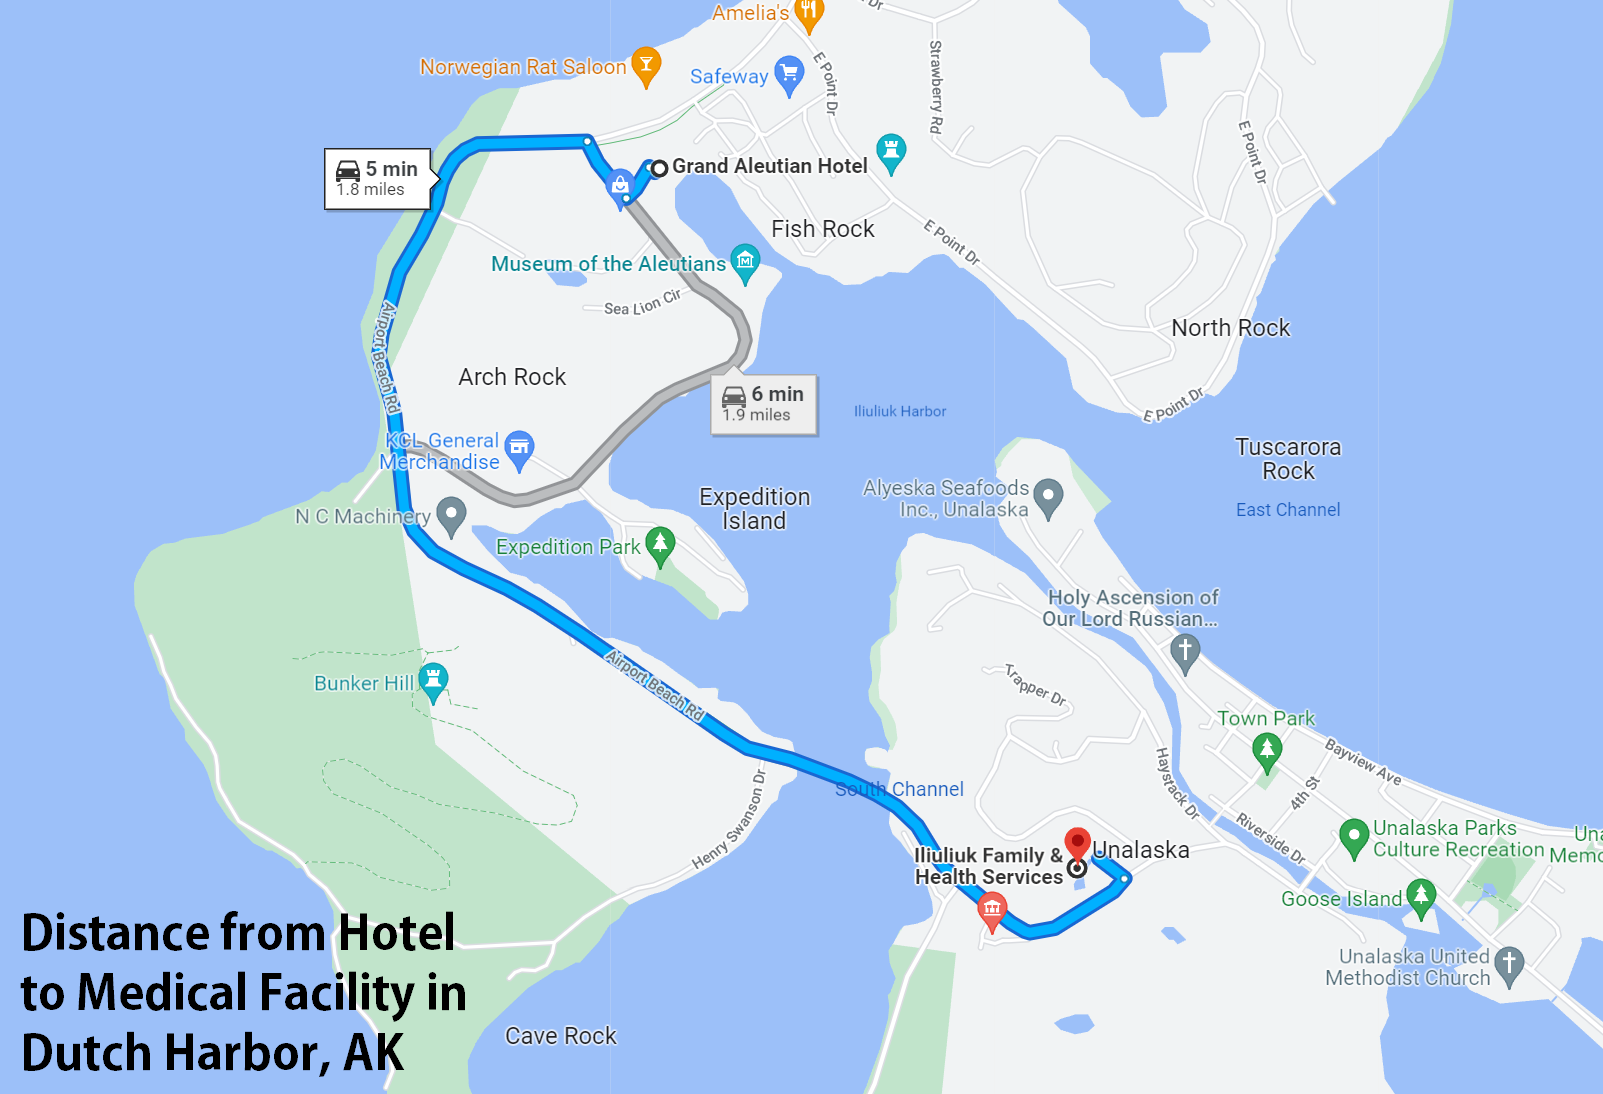 Amelia's
Dr
Norwegian Rat Saloon
Safeway
E Point Dr
Strawberry Rd
E Point Dr
5 min
1.8 miles
Grand Aleutian Hotel
Fish Rock
E Point Dr
Museum of the Aleutians
Sea Lion Cir
Airport Beach Rd
North Rock
Arch Rock
6 min
1.9 miles
Iliuliuk Harbor
E Point Dr
KCL General
Merchandise
Tuscarora
Rock
Alyeska Seafoods
Inc., Unalaska
Expedition
Island
East Channel
N C Machinery
Expedition Park
Holy Ascension of
Our Lord Russian...
Bunker Hill
Airport Beach Rd
Trapper Dr
Town Park
Bayview Ave
Haystack Dr
South Channel
4th St
Henry Swanson Dr
Riverside Dr
Unalaska Parks
Culture Recreation
Una
Memo
Iliuliuk Family &
Health Services
Unalaska
Goose Island
Unalaska United
Methodist Church
Distance from Hotel
to Medical Facility in
Dutch Harbor, AK
Cave Rock